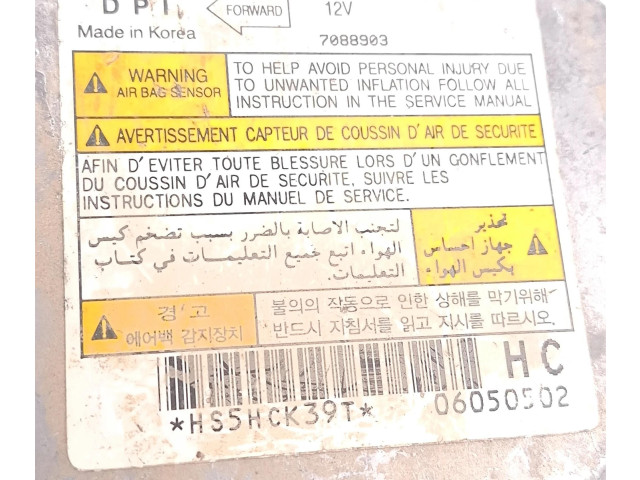 DPI FORWARD 12V
Made in Korea 7088903
WARNING
AIR BAG SENSOR
TO HELP AVOID PERSONAL INJURY DUE
TO UNWANTED INFLATION FOLLOW ALL
INSTRUCTION IN THE SERVICE MANUAL
AVERTISSEMENT CAPTEUR DE COUSSIN D'AIR DE SECURITE
AFIN D'EVITER TOUTE BLESSURE LORS D'UN GONFLEMENT
DU COUSSIN D'AIR DE SECURITE, SUIVRE LES
INSTRUCTIONS DU MANUEL DE SERVICE.
تحذير
جهاز احساس
بكيس الهواء
لتجنب الاصابة بالضرر بسبب تضخم كيس
الهواء اتبع جميع التعليمات في كتاب
التعليمات.
경고
에어백 감지장치
불의의 작동으로 인한 상해를 막기위해
반드시 지침서를 읽고 지시를 따르시오.
HC
*HS5HCK39T* 06050502